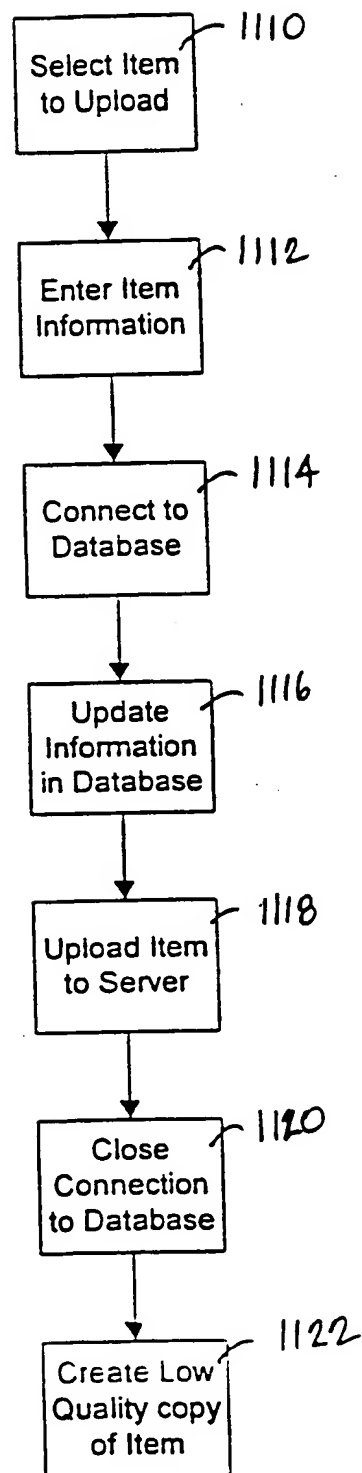 1110
Select Item
to Upload
1112
Enter Item
Information
1114
Connect to
Database
1116
Update
Information
in Database
1118
Upload Item
to Server
1120
Close
Connection
to Database
1122
Create Low
Quality copy
of Item